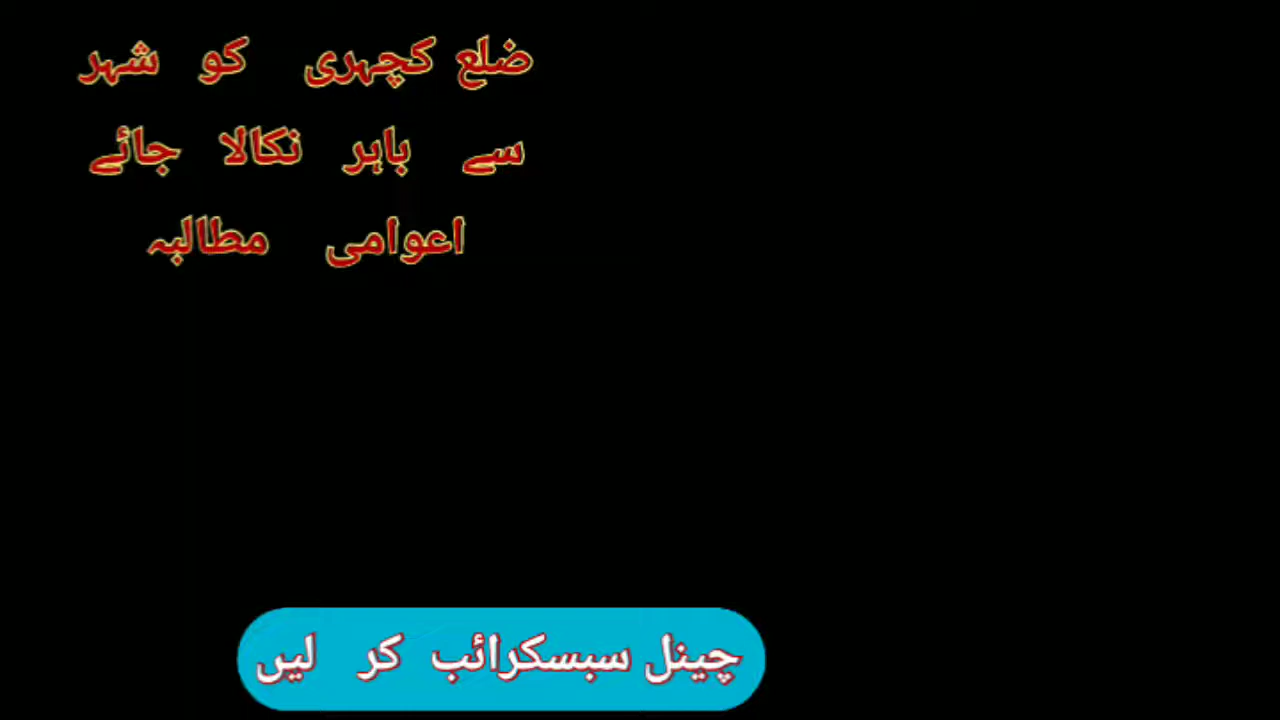 ضلع کچہری کو شہر
سے باہر نکالا جائے
اعوامی مطالبہ
چینل سبسکرائب کر لیں